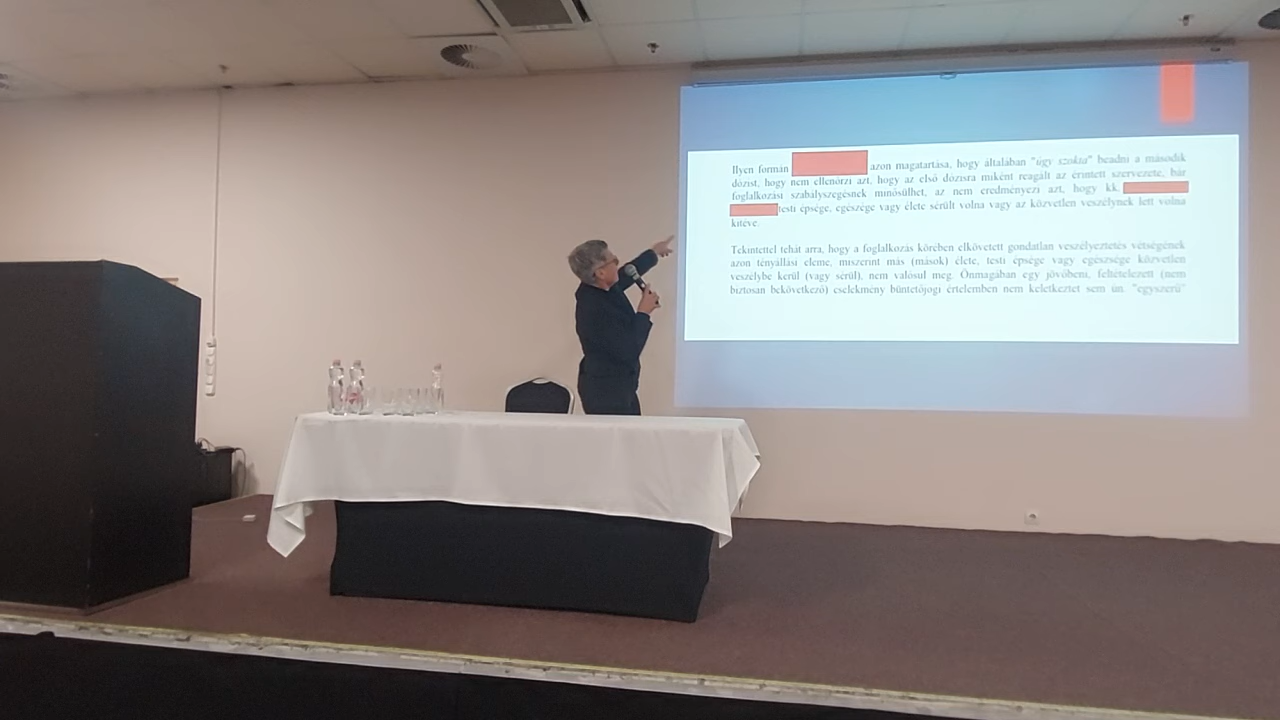 Ilyen formán azon magatartása, hogy általában "úgy szokta" beadni a második
dózist, hogy nem ellenőrzi azt, hogy az első dózisra miként reagált az érintett szervezete, bár
foglalkozási szabályszegésnek minősülhet, az nem eredményezi azt, hogy kk.
testi épsége, egészsége vagy élete sérült volna vagy az közvetlen veszélynek lett volna
kitéve.
Tekintettel tehát arra, hogy a foglalkozás körében elkövetett gondatlan veszélyeztetés vétségének
azon tényállási eleme, miszerint más (mások) élete, testi épsége vagy egészsége közvetlen
veszélybe kerül (vagy sérül), nem valósul meg. Önmagában egy jövőbeni, feltételezett (nem
biztosan bekövetkező) cselekmény büntetőjogi értelemben nem keletkeztet sem ún. "egyszerű"